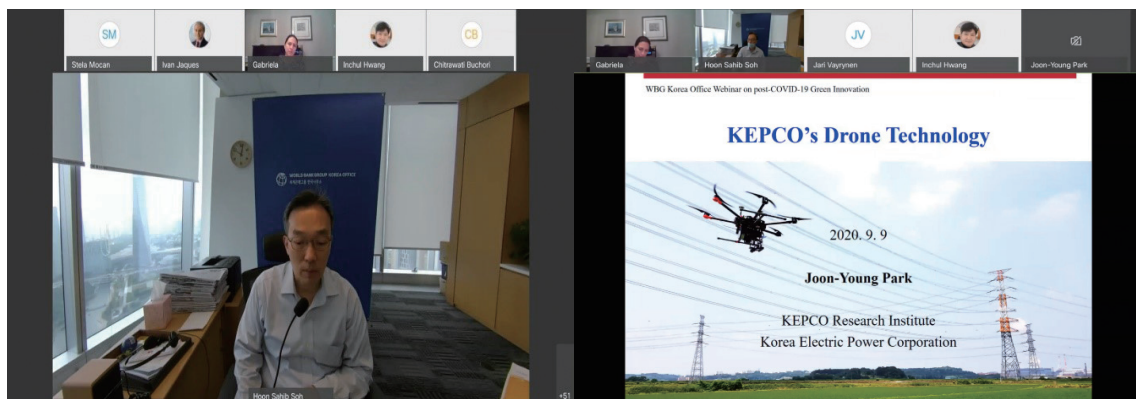 SM
CB
Stela Mocan
Ivan Jaques
Gabriela
Inchul Hwang
Chitrawati Buchori
WORLD BANK GROUP KOREA OFFICE
Hoon Sahib Soh
+51
JV
Gabriela
Hoon Sahib Soh
Jari Vayrynen
Inchul Hwang
Joon-Young Park
WBG Korea Office Webinar on post-COVID-19 Green Innovation
KEPCO's Drone Technology
2020. 9. 9
Joon-Young Park
KEPCO Research Institute
Korea Electric Power Corporation